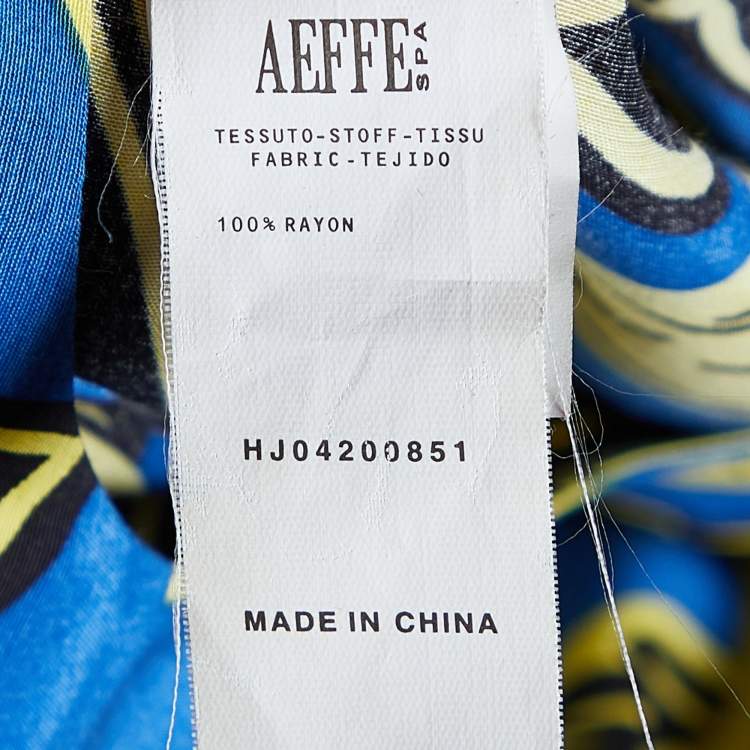 AEFFE SPA
TESSUTO-STOFF-TISSU
FABRIC-TEJIDO
100% RAYON
HJ04200851
MADE IN CHINA